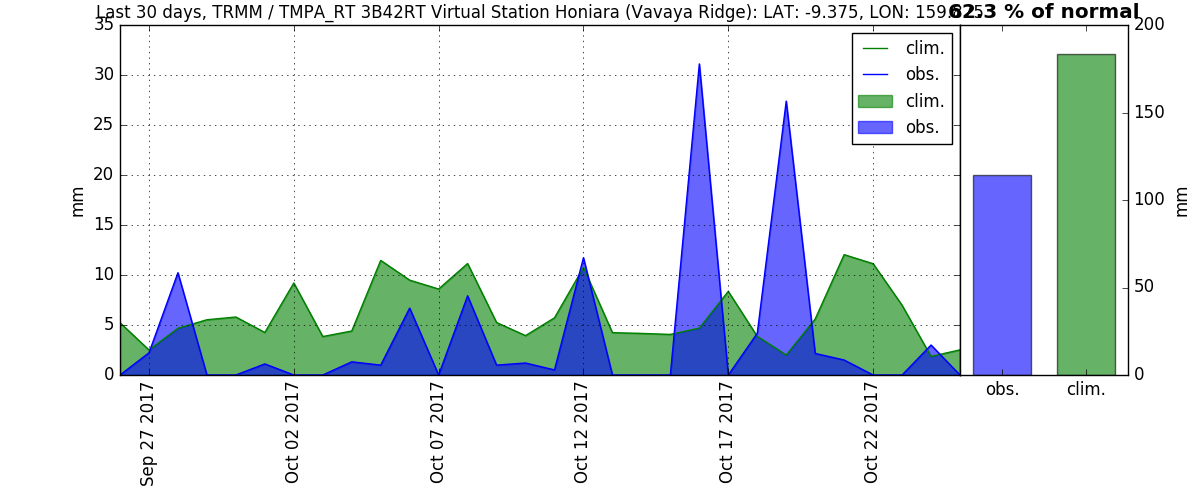 Last 30 days, TRMM / TMPA_RT 3B42RT Virtual Station Honiara (Vavaya Ridge): LAT: -9.375, LON:
62.3 % of normal
35
30
25
20
15
10
5
0
mm
clim.
obs.
clim.
obs.
Sep 27 2017
Oct 02 2017
Oct 07 2017
Oct 12 2017
Oct 17 2017
Oct 22 2017
200
150
100
50
0
mm
obs.
clim.